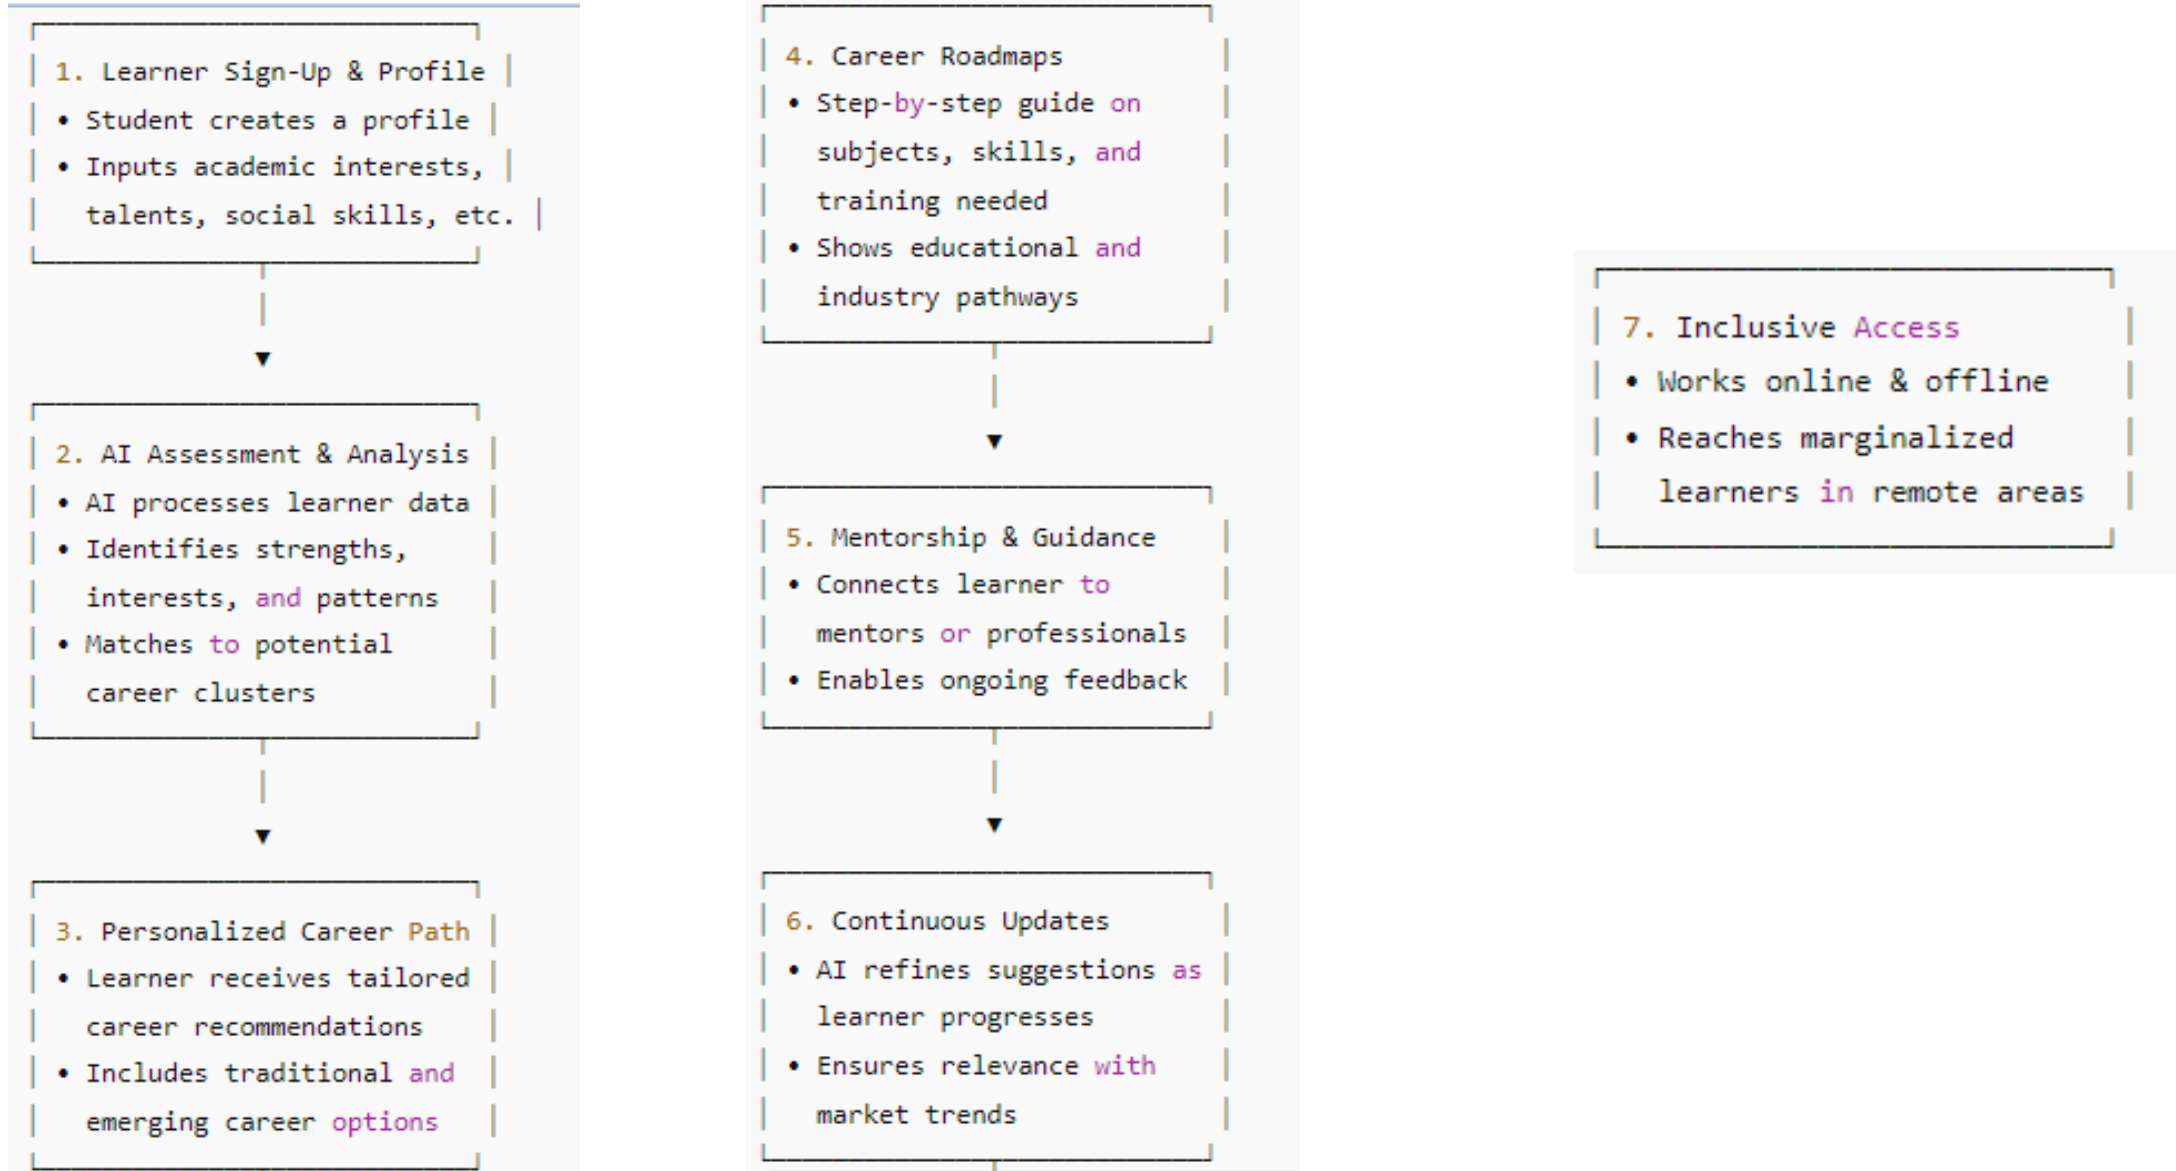 1. Learner Sign-Up & Profile
• Student creates a profile
• Inputs academic interests,
talents, social skills, etc.
2. AI Assessment & Analysis
• AI processes learner data
• Identifies strengths,
interests, and patterns
• Matches to potential
career clusters
3. Personalized Career Path
• Learner receives tailored
career recommendations
• Includes traditional and
emerging career options
4. Career Roadmaps
• Step-by-step guide on
subjects, skills, and
training needed
• Shows educational and
industry pathways
5. Mentorship & Guidance
• Connects learner to
mentors or professionals
• Enables ongoing feedback
6. Continuous Updates
• AI refines suggestions as
learner progresses
• Ensures relevance with
market trends
7. Inclusive Access
• Works online & offline
• Reaches marginalized
learners in remote areas